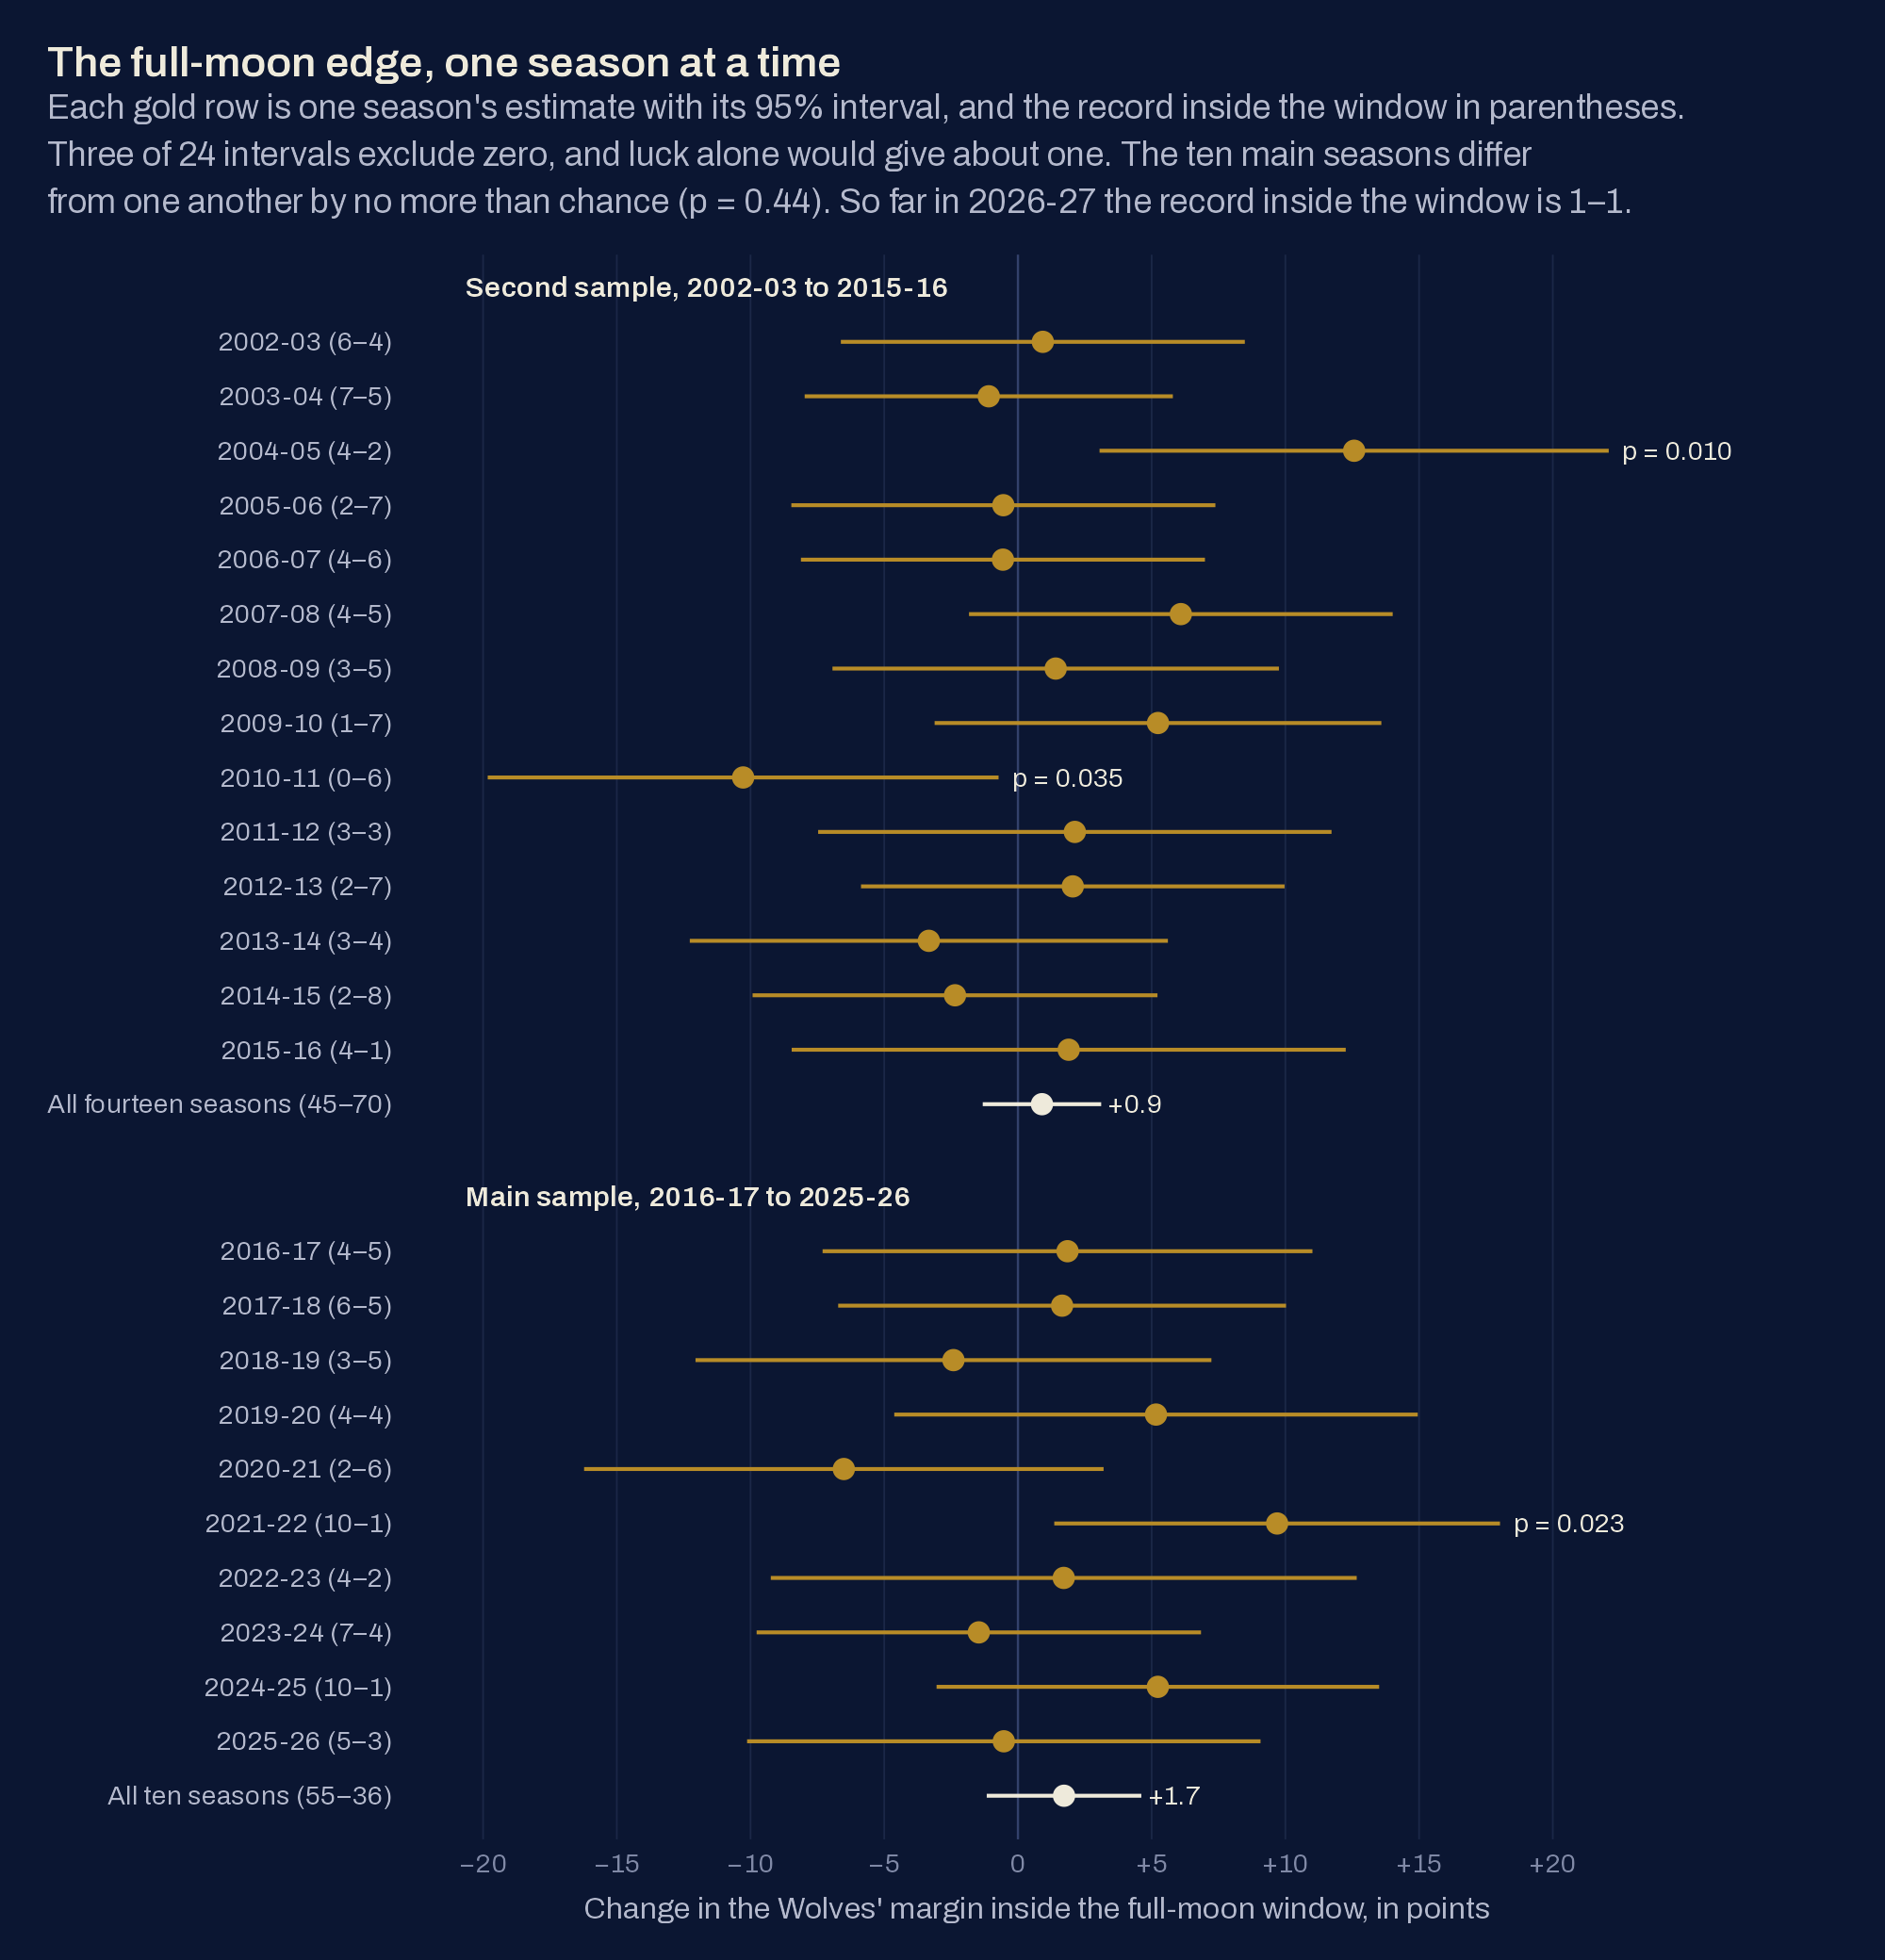 The full-moon edge, one season at a time
Each gold row is one season's estimate with its 95% interval, and the record inside the window in parentheses.
Three of 24 intervals exclude zero, and luck alone would give about one. The ten main seasons differ
from one another by no more than chance (p = 0.44). So far in 2026-27 the record inside the window is 1–1.
Second sample, 2002-03 to 2015-16
2002-03 (6–4)
2003-04 (7–5)
2004-05 (4–2) p = 0.010
2005-06 (2–7)
2006-07 (4–6)
2007-08 (4–5)
2008-09 (3–5)
2009-10 (1–7)
2010-11 (0–6) p = 0.035
2011-12 (3–3)
2012-13 (2–7)
2013-14 (3–4)
2014-15 (2–8)
2015-16 (4–1)
All fourteen seasons (45–70) +0.9
Main sample, 2016-17 to 2025-26
2016-17 (4–5)
2017-18 (6–5)
2018-19 (3–5)
2019-20 (4–4)
2020-21 (2–6)
2021-22 (10–1) p = 0.023
2022-23 (4–2)
2023-24 (7–4)
2024-25 (10–1)
2025-26 (5–3)
All ten seasons (55–36) +1.7
−20 −15 −10 −5 0 +5 +10 +15 +20
Change in the Wolves' margin inside the full-moon window, in points